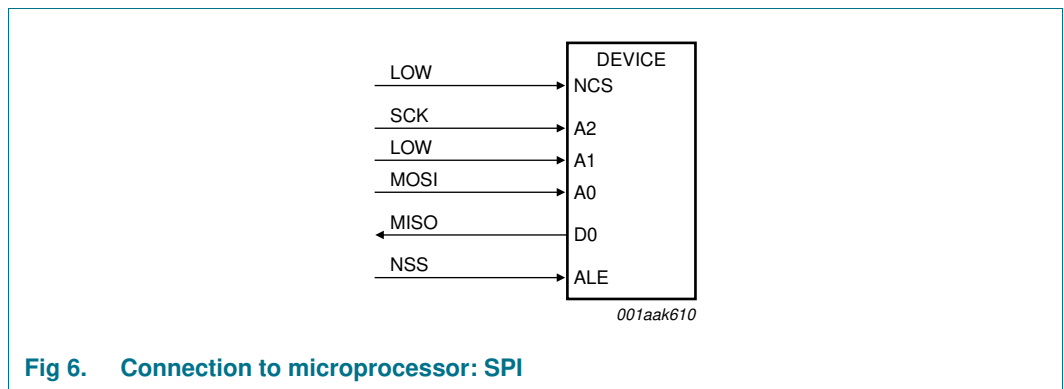 DEVICE
LOW
NCS
SCK
A2
LOW
A1
MOSI
A0
MISO
D0
NSS
ALE
001aak610
Fig 6. Connection to microprocessor: SPI